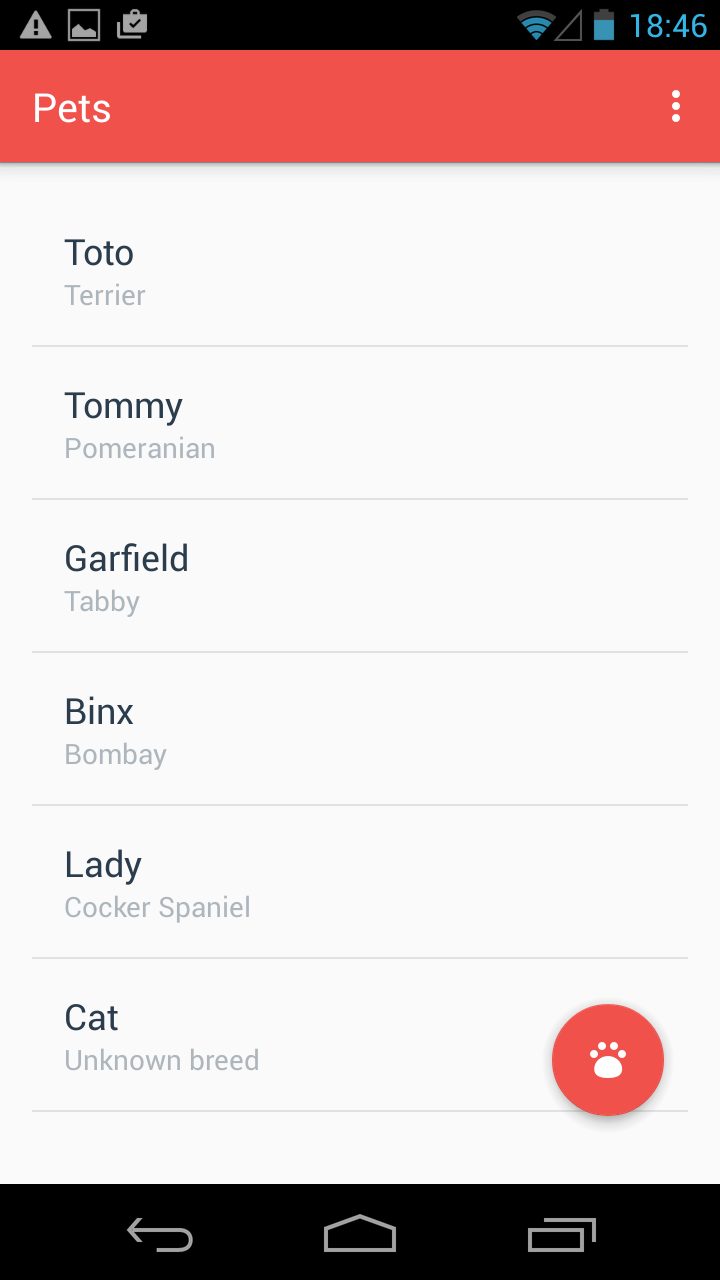 18:46
Pets
Toto
Terrier
Tommy
Pomeranian
Garfield
Tabby
Binx
Bombay
Lady
Cocker Spaniel
Cat
Unknown breed